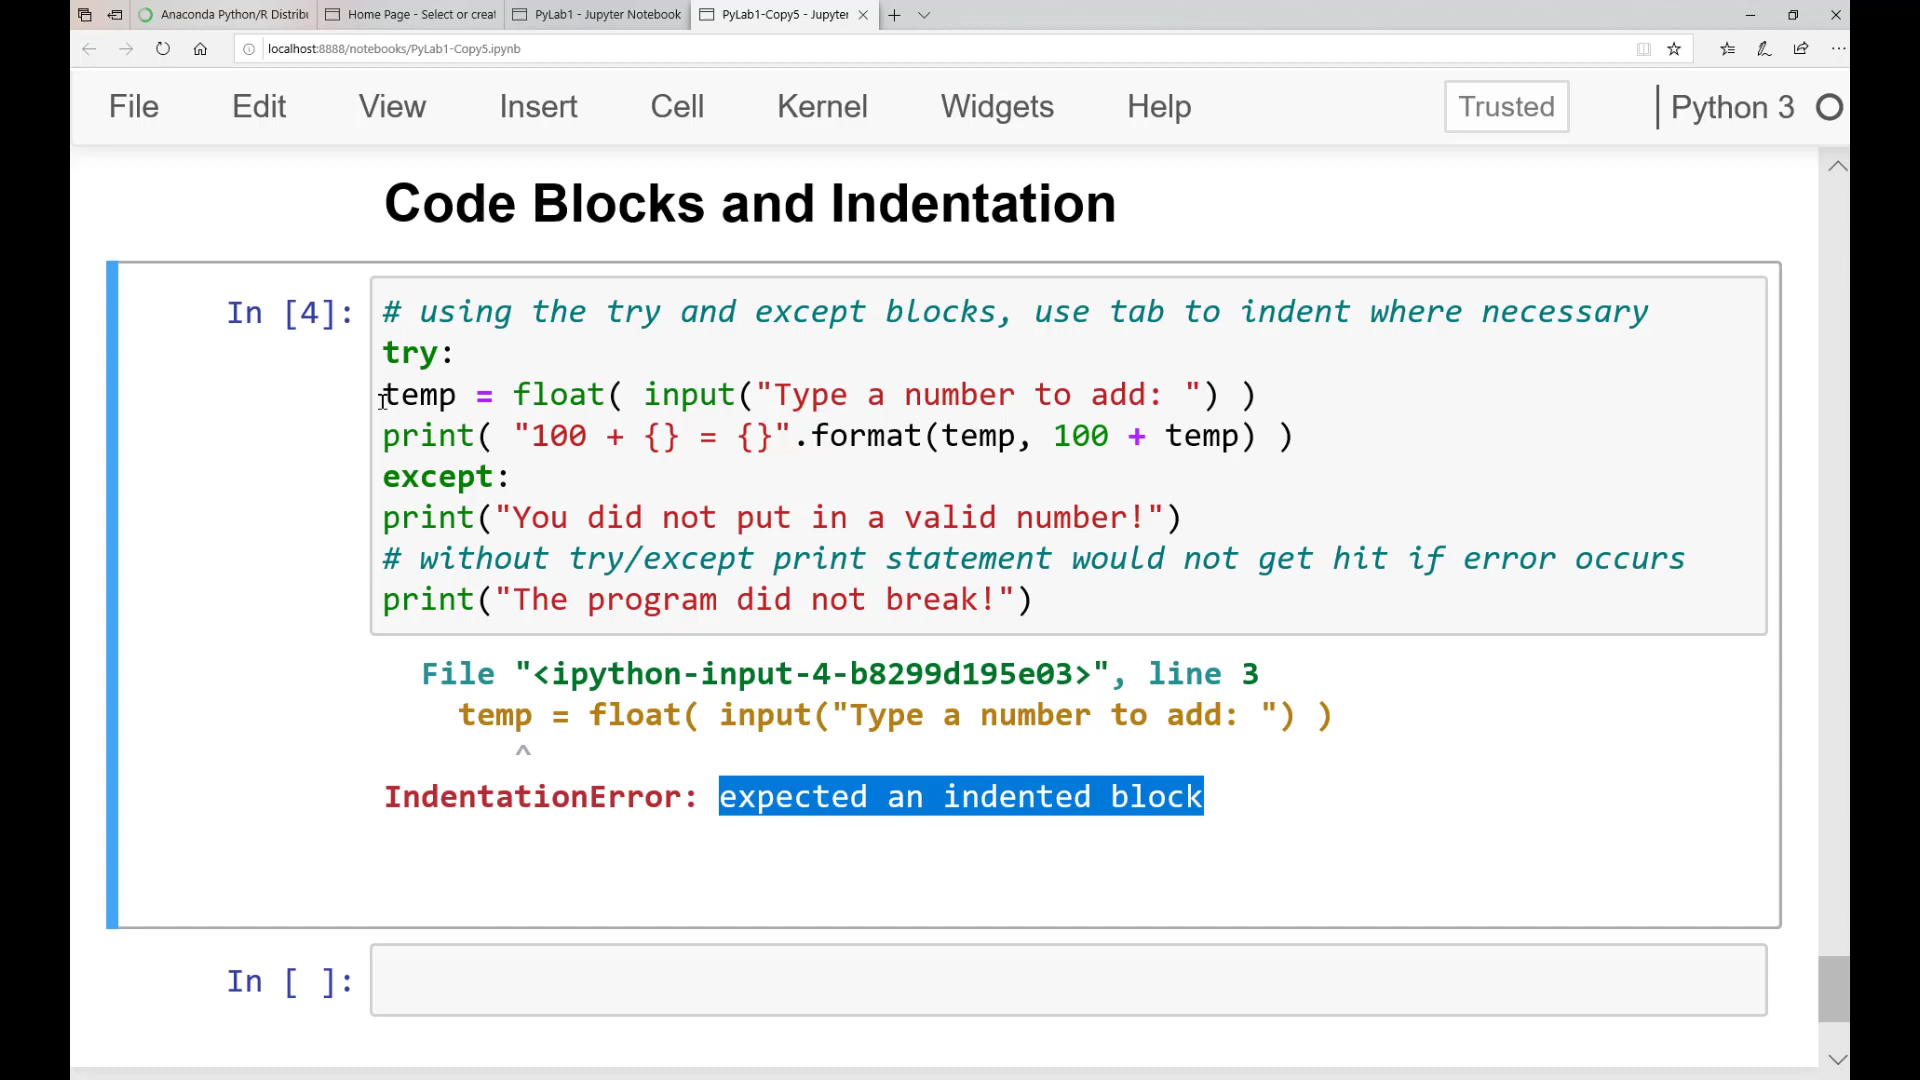 Anaconda Python/R Distribu
Home Page - Select or creat
PyLab1 - Jupyter Notebook
PyLab1-Copy5 - Jupyter
localhost:8888/notebooks/PyLab1-Copy5.ipynb
File Edit View Insert Cell Kernel Widgets Help Trusted Python 3
Code Blocks and Indentation
In [4]:
# using the try and except blocks, use tab to indent where necessary
try:
temp = float( input("Type a number to add: ") )
print( "100 + {} = {}".format(temp, 100 + temp) )
except:
print("You did not put in a valid number!")
# without try/except print statement would not get hit if error occurs
print("The program did not break!")
File "<ipython-input-4-b8299d195e03>", line 3
temp = float( input("Type a number to add: ") )
^
IndentationError: expected an indented block
In [ ]: